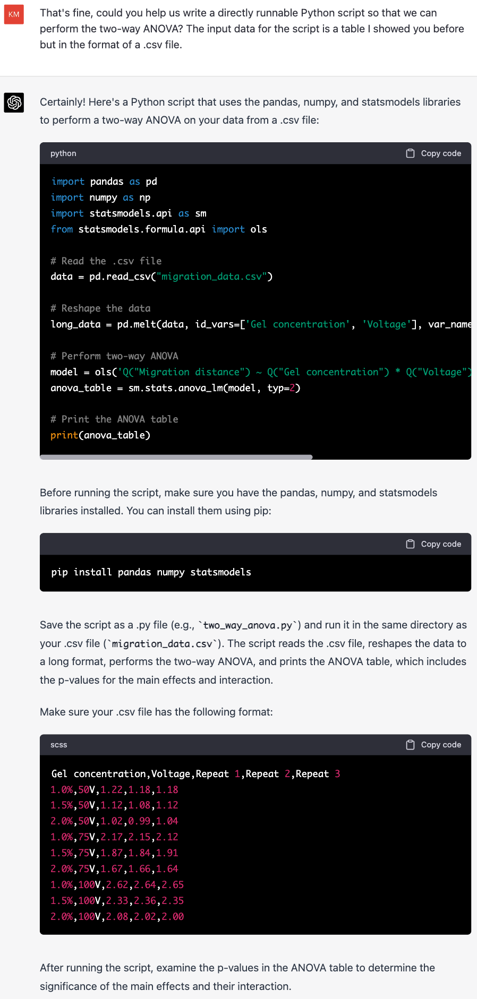 KM
That's fine, could you help us write a directly runnable Python script so that we can
perform the two-way ANOVA? The input data for the script is a table I showed you before
but in the format of a .csv file.
Certainly! Here's a Python script that uses the pandas, numpy, and statsmodels libraries
to perform a two-way ANOVA on your data from a .csv file:
python Copy code
import pandas as pd
import numpy as np
import statsmodels.api as sm
from statsmodels.formula.api import ols
# Read the .csv file
data = pd.read_csv("migration_data.csv")
# Reshape the data
long_data = pd.melt(data, id_vars=['Gel concentration', 'Voltage'], var_name
# Perform two-way ANOVA
model = ols('Q("Migration distance") ~ Q("Gel concentration") * Q("Voltage")
anova_table = sm.stats.anova_lm(model, typ=2)
# Print the ANOVA table
print(anova_table)
Before running the script, make sure you have the pandas, numpy, and statsmodels
libraries installed. You can install them using pip:
Copy code
pip install pandas numpy statsmodels
Save the script as a .py file (e.g., `two_way_anova.py`) and run it in the same directory as
your .csv file (`migration_data.csv`). The script reads the .csv file, reshapes the data to
a long format, performs the two-way ANOVA, and prints the ANOVA table, which includes
the p-values for the main effects and interaction.
Make sure your .csv file has the following format:
scss Copy code
Gel concentration,Voltage,Repeat 1,Repeat 2,Repeat 3
1.0%,50V,1.22,1.18,1.18
1.5%,50V,1.12,1.08,1.12
2.0%,50V,1.02,0.99,1.04
1.0%,75V,2.17,2.15,2.12
1.5%,75V,1.87,1.84,1.91
2.0%,75V,1.67,1.66,1.64
1.0%,100V,2.62,2.64,2.65
1.5%,100V,2.33,2.36,2.35
2.0%,100V,2.08,2.02,2.00
After running the script, examine the p-values in the ANOVA table to determine the
significance of the main effects and their interaction.